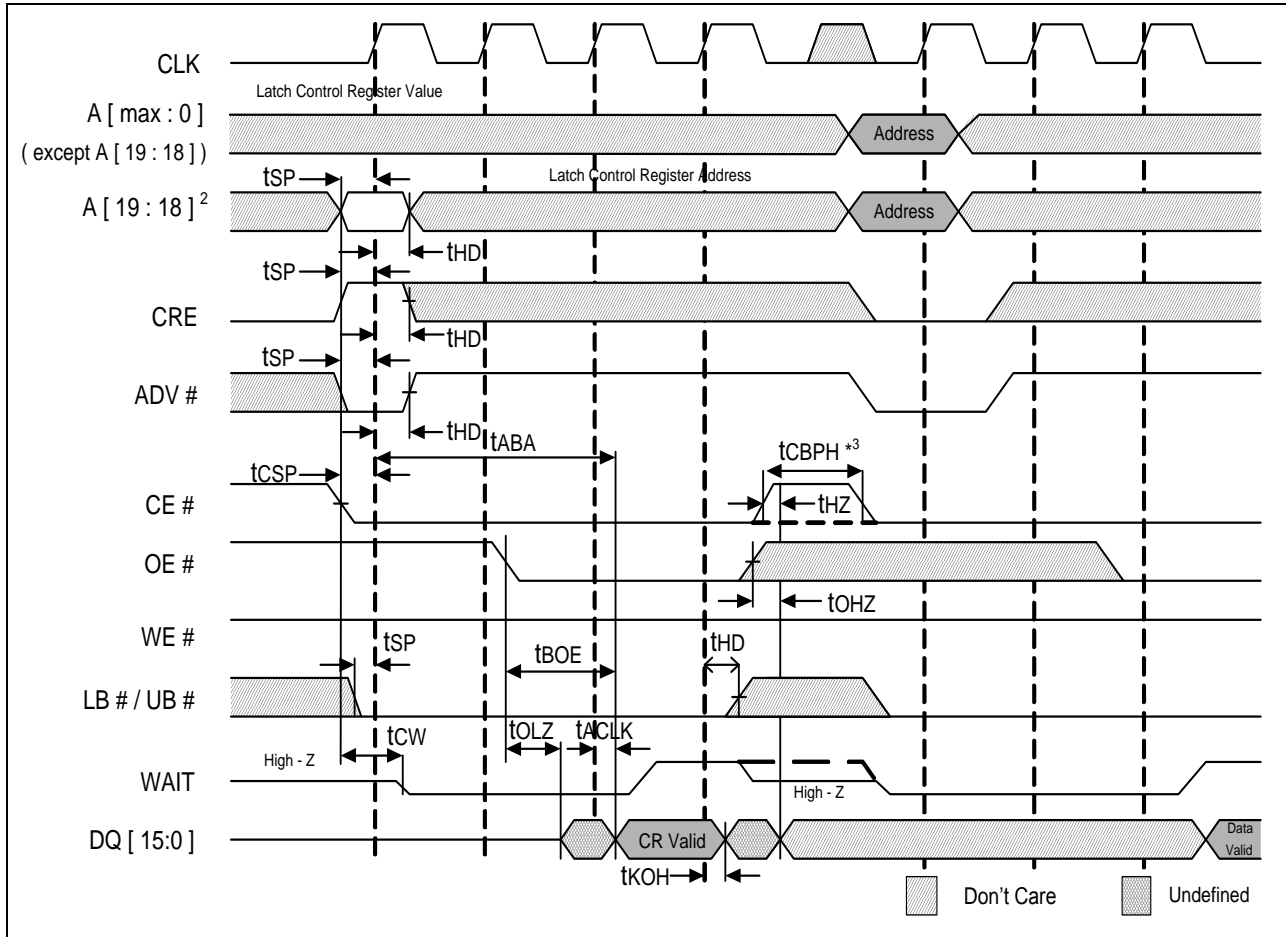 CLK
Latch Control Register Value
A [ max : 0 ]
( except A [ 19 : 18 ] )
Address
tSP
Latch Control Register Address
A [ 19 : 18 ] 2
Address
tHD
tSP
CRE
tHD
tSP
ADV #
tHD
tABA
tCSP
tCBPH *3
CE #
tHZ
OE #
tOHZ
WE #
tSP
tHD
tBOE
LB # / UB #
tCW
tOLZ
tACLK
High - Z
WAIT
High - Z
DQ [ 15:0 ]
CR Valid
Data
Valid
tKOH
Don't Care
Undefined